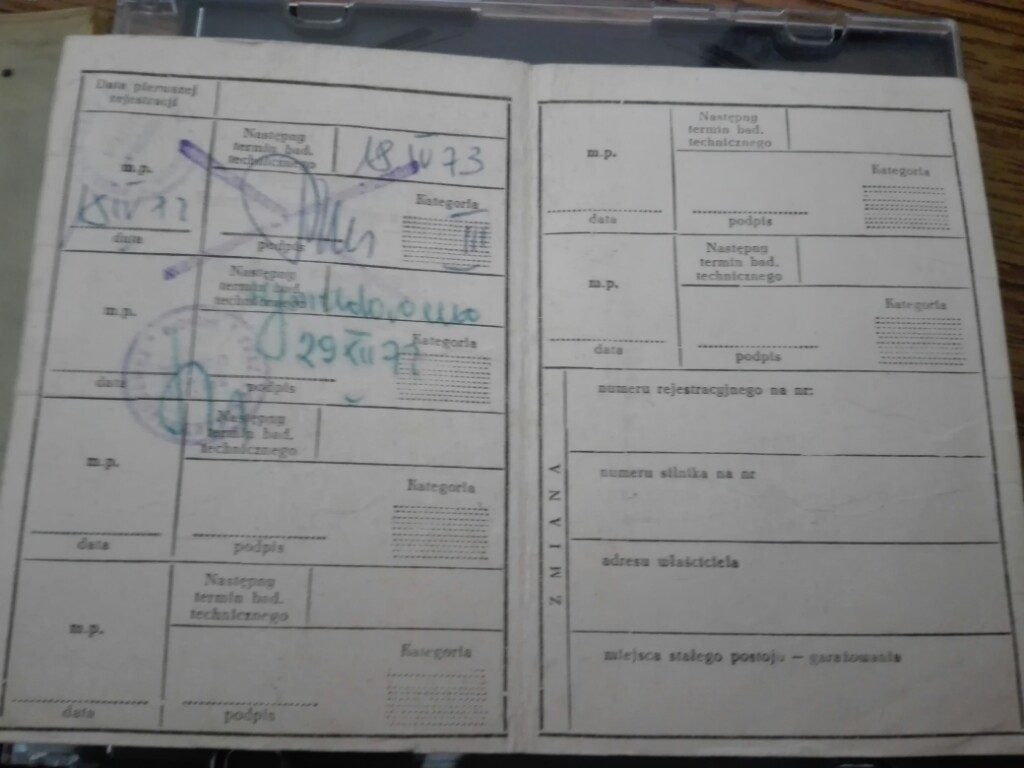 Data pierwszej
rejestracji
m.p.
Następny
termin bad.
technicznego
18 IV 73
18 IV 72
data
podpis
Kategoria
III
m.p.
Następny
termin bad.
technicznego
29 XII 72
Kategoria
data
podpis
m.p.
Następny
termin bad.
technicznego
Kategoria
data
podpis
m.p.
Następny
termin bad.
technicznego
Kategoria
data
podpis
m.p.
Następny
termin bad.
technicznego
Kategoria
data
podpis
m.p.
Następny
termin bad.
technicznego
Kategoria
data
podpis
ZMIANA
numeru rejestracyjnego na nr:
numeru silnika na nr
adresu właściciela
miejsca stałego postoju — garażowania